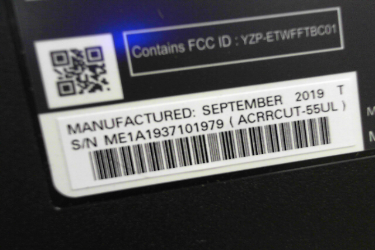 Contains FCC ID : YZP-ETWFFTBC01
MANUFACTURED: SEPTEMBER 2019 T
S/N ME1A1937101979 ( ACRRCUT-55UL )